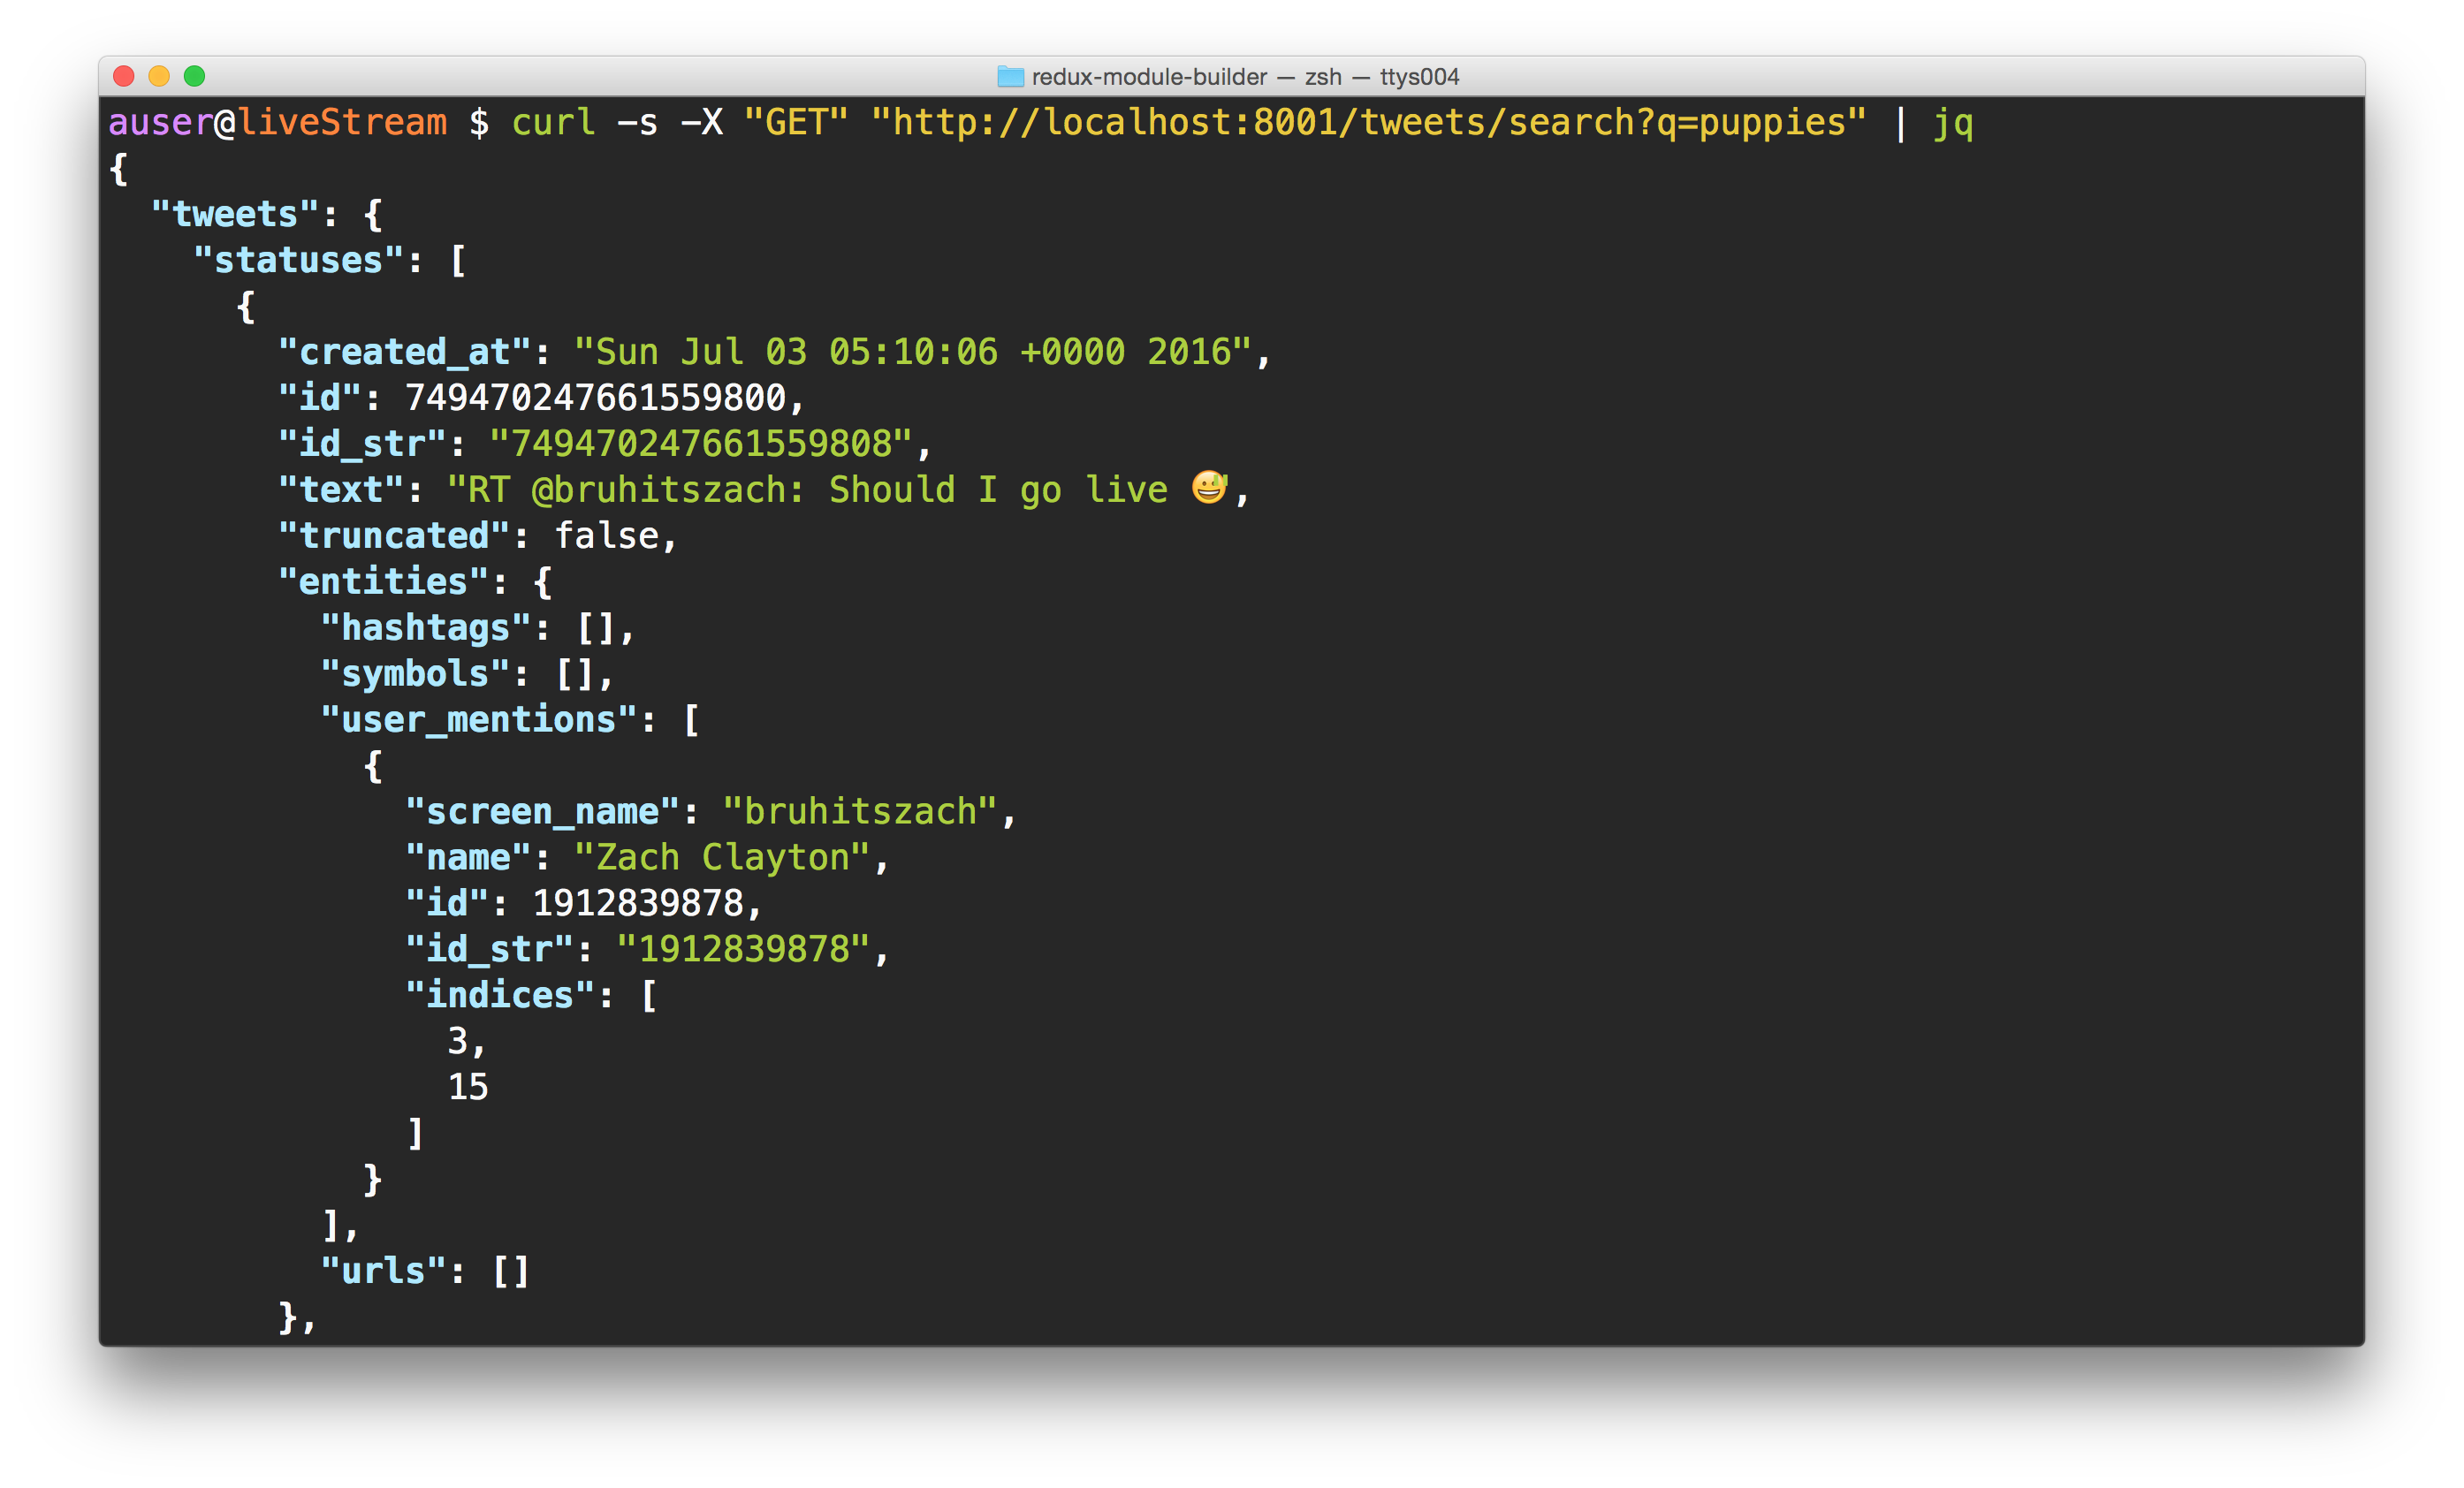 redux-module-builder — zsh — ttys004
auser@liveStream $ curl -s -X "GET" "http://localhost:8001/tweets/search?q=puppies" | jq
{
  "tweets": {
    "statuses": [
      {
        "created_at": "Sun Jul 03 05:10:06 +0000 2016",
        "id": 749470247661559800,
        "id_str": "749470247661559808",
        "text": "RT @bruhitszach: Should I go live 😅",
        "truncated": false,
        "entities": {
          "hashtags": [],
          "symbols": [],
          "user_mentions": [
            {
              "screen_name": "bruhitszach",
              "name": "Zach Clayton",
              "id": 1912839878,
              "id_str": "1912839878",
              "indices": [
                3,
                15
              ]
            }
          ],
          "urls": []
        },